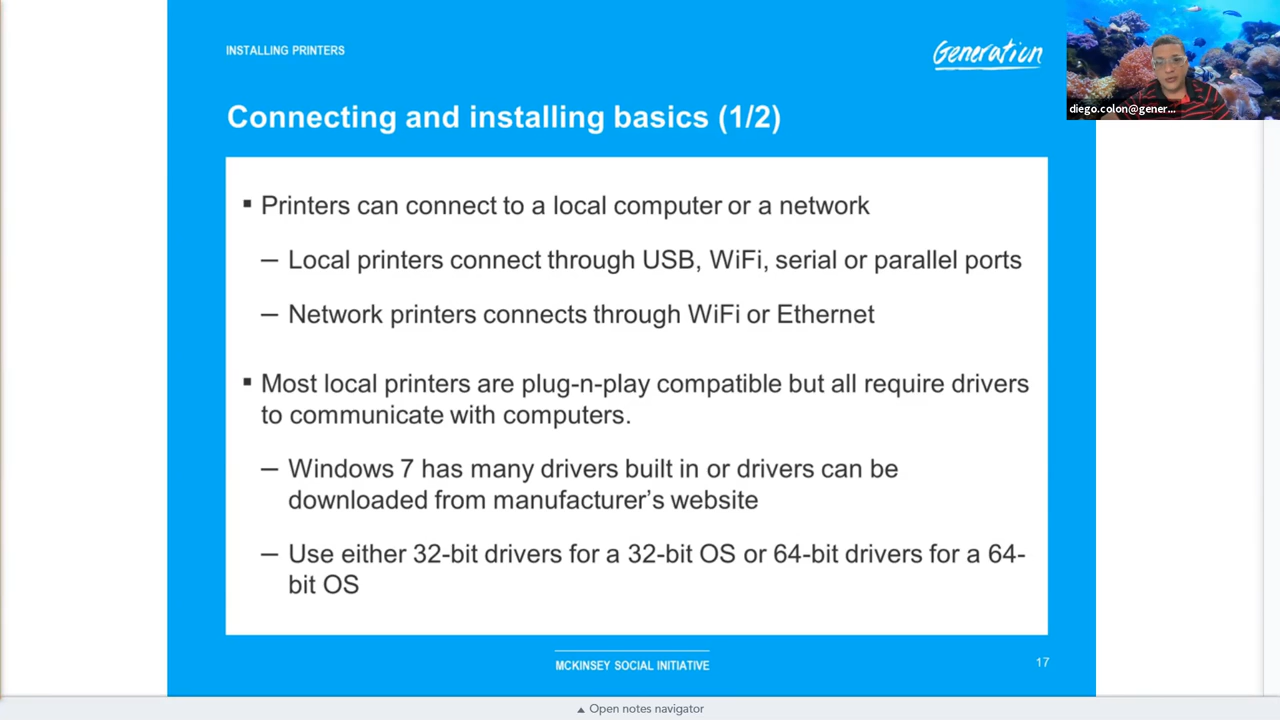 INSTALLING PRINTERS
Generation
diego.colon@gener...
Connecting and installing basics (1/2)
▪ Printers can connect to a local computer or a network
– Local printers connect through USB, WiFi, serial or parallel ports
– Network printers connects through WiFi or Ethernet
▪ Most local printers are plug-n-play compatible but all require drivers
to communicate with computers.
– Windows 7 has many drivers built in or drivers can be
downloaded from manufacturer’s website
– Use either 32-bit drivers for a 32-bit OS or 64-bit drivers for a 64-
bit OS
MCKINSEY SOCIAL INITIATIVE
17
▲ Open notes navigator